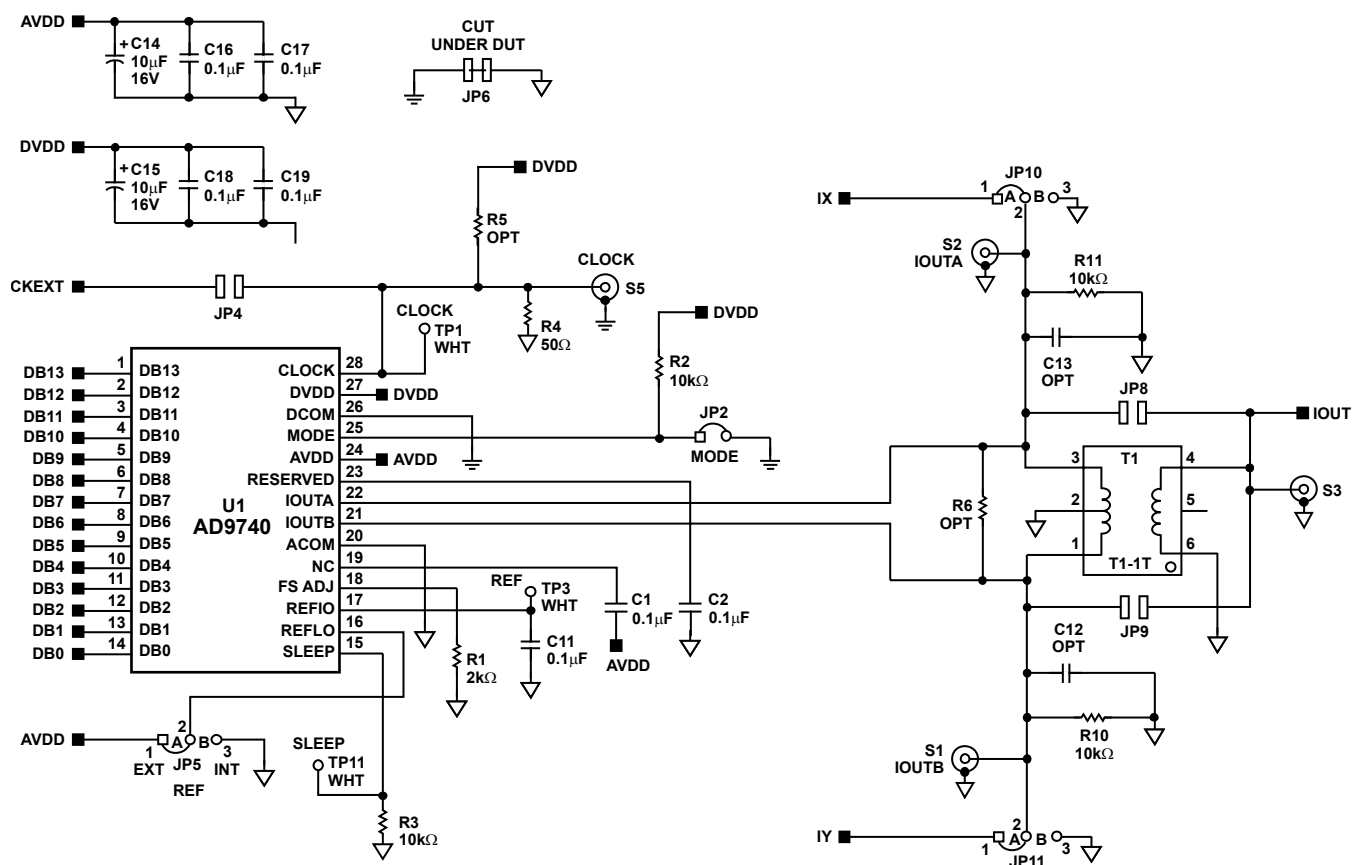 AVDD
C14
10µF
16V
+
C16
0.1µF
C17
0.1µF
CUT
UNDER DUT
JP6
DVDD
C15
10µF
16V
+
C18
0.1µF
C19
0.1µF
DVDD
R5
OPT
CKEXT
JP4
CLOCK
S5
CLOCK
TP1
WHT
R4
50Ω
DVDD
R2
10kΩ
JP2
MODE
DB13 1 DB13
DB12 2 DB12
DB11 3 DB11
DB10 4 DB10
DB9 5 DB9
DB8 6 DB8
DB7 7 DB7
DB6 8 DB6
DB5 9 DB5
DB4 10 DB4
DB3 11 DB3
DB2 12 DB2
DB1 13 DB1
DB0 14 DB0
U1
AD9740
CLOCK 28
DVDD 27 DVDD
DCOM 26
MODE 25
AVDD 24 AVDD
RESERVED 23
IOUTA 22
IOUTB 21
ACOM 20
NC 19
FS ADJ 18
REFIO 17
REFLO 16
SLEEP 15
REF
TP3
WHT
C11
0.1µF
C1
0.1µF
AVDD
C2
0.1µF
R1
2kΩ
AVDD
1 A 2 B 3
EXT JP5 INT
REF
SLEEP
TP11
WHT
R3
10kΩ
IX
JP10
1 A B 3
2
S2
IOUTA
R11
10kΩ
C13
OPT
JP8
IOUT
R6
OPT
3 T1 4
2 5
1 6
T1-1T
S3
JP9
C12
OPT
R10
10kΩ
S1
IOUTB
IY
2
1 A B 3
JP11